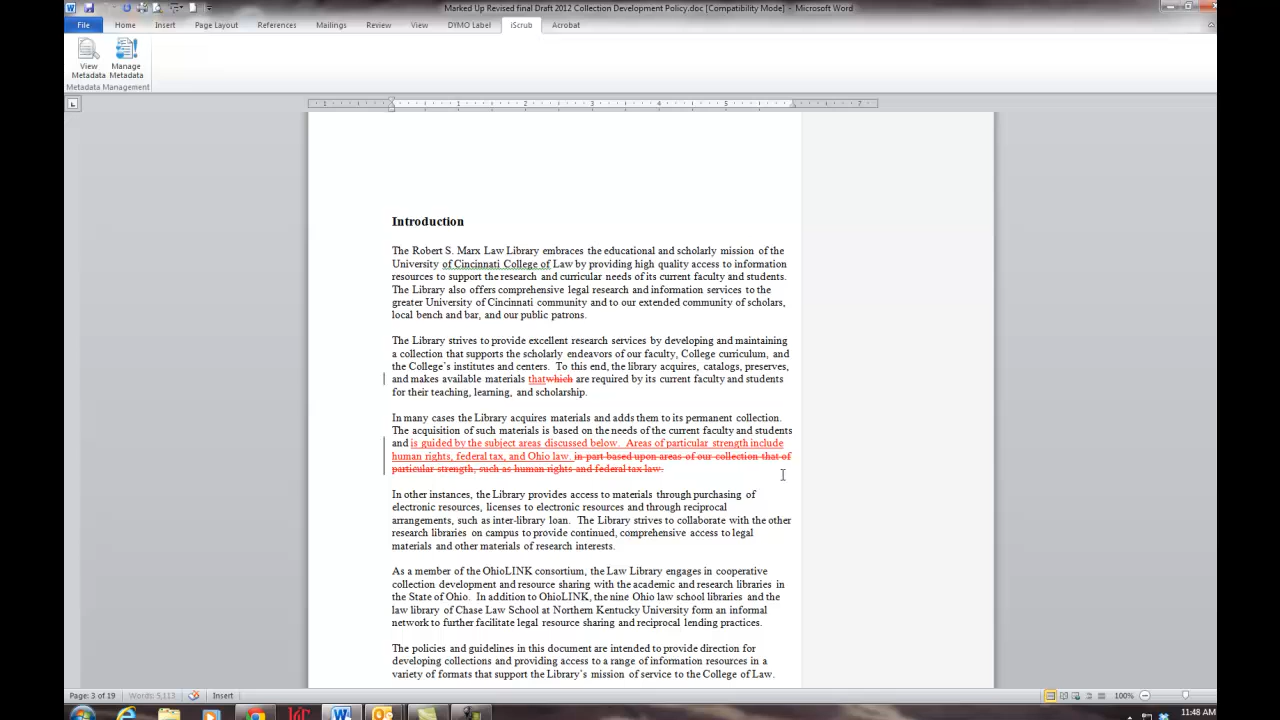 Marked Up Revised final Draft 2012 Collection Development Policy.doc [Compatibility Mode] - Microsoft Word
File Home Insert Page Layout References Mailings Review View DYMO Label iScrub Acrobat
View Metadata
Manage Metadata
Metadata Management
1 1 2 3 4 5 6 7
Introduction
The Robert S. Marx Law Library embraces the educational and scholarly mission of the
University of Cincinnati College of Law by providing high quality access to information
resources to support the research and curricular needs of its current faculty and students.
The Library also offers comprehensive legal research and information services to the
greater University of Cincinnati community and to our extended community of scholars,
local bench and bar, and our public patrons.
The Library strives to provide excellent research services by developing and maintaining
a collection that supports the scholarly endeavors of our faculty, College curriculum, and
the College's institutes and centers. To this end, the library acquires, catalogs, preserves,
and makes available materials thatwhich are required by its current faculty and students
for their teaching, learning, and scholarship.
In many cases the Library acquires materials and adds them to its permanent collection.
The acquisition of such materials is based on the needs of the current faculty and students
and is guided by the subject areas discussed below. Areas of particular strength include
human rights, federal tax, and Ohio law. in part based upon areas of our collection that of
particular strength, such as human rights and federal tax law.
In other instances, the Library provides access to materials through purchasing of
electronic resources, licenses to electronic resources and through reciprocal
arrangements, such as inter-library loan. The Library strives to collaborate with the other
research libraries on campus to provide continued, comprehensive access to legal
materials and other materials of research interests.
As a member of the OhioLINK consortium, the Law Library engages in cooperative
collection development and resource sharing with the academic and research libraries in
the State of Ohio. In addition to OhioLINK, the nine Ohio law school libraries and the
law library of Chase Law School at Northern Kentucky University form an informal
network to further facilitate legal resource sharing and reciprocal lending practices.
The policies and guidelines in this document are intended to provide direction for
developing collections and providing access to a range of information resources in a
variety of formats that support the Library's mission of service to the College of Law.
Page: 3 of 19 Words: 5,113 Insert 100%
11:48 AM